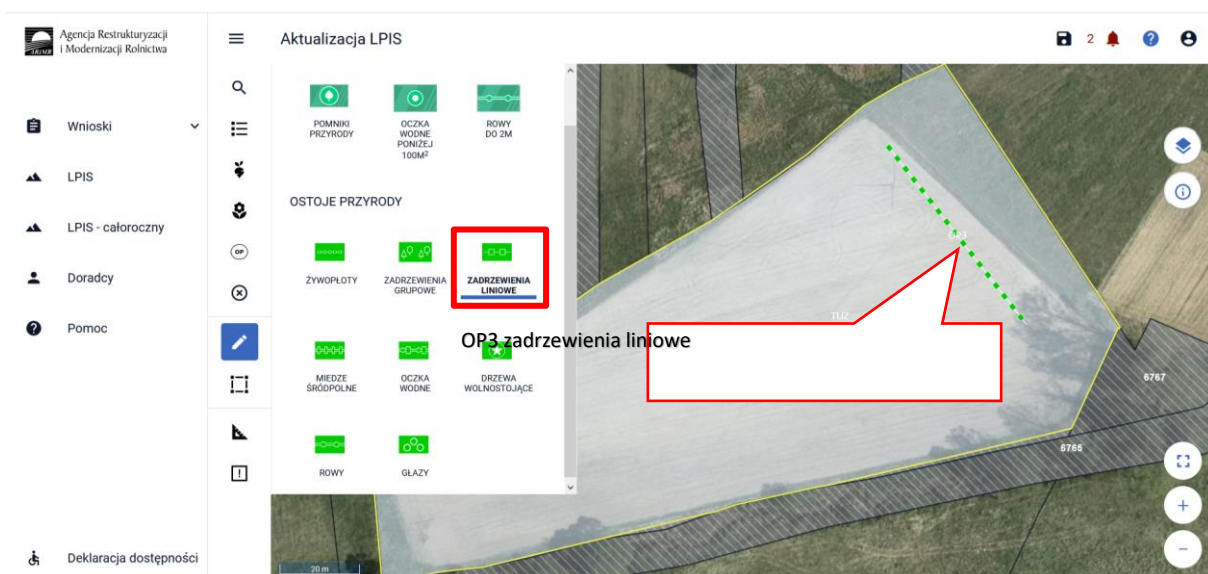 Agencja Restrukturyzacji
i Modernizacji Rolnictwa
ARiMR
Aktualizacja LPIS
2
Wnioski
LPIS
LPIS - całoroczny
Doradcy
Pomoc
Deklaracja dostępności
OP
POMNIKI
PRZYRODY
OCZKA
WODNE
PONIŻEJ
100M²
ROWY
DO 2M
OSTOJE PRZYRODY
ŻYWOPŁOTY
ZADRZEWIENIA
GRUPOWE
ZADRZEWIENIA
LINIOWE
OP3 zadrzewienia liniowe
MIEDZE
ŚRÓDPOLNE
OCZKA
WODNE
DRZEWA
WOLNOSTOJĄCE
ROWY
GŁAZY
TUZ
6767
6765
20 m